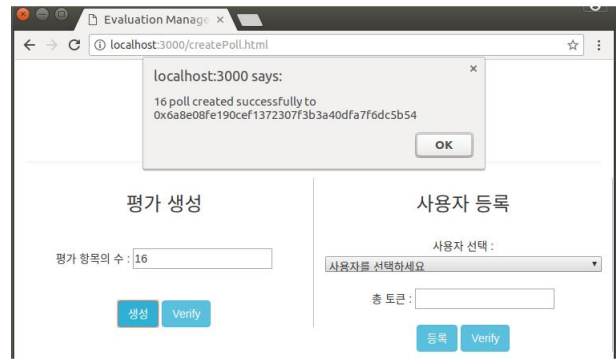 Evaluation Manage
localhost:3000/createPoll.html
localhost:3000 says:
16 poll created successfully to
0x6a8e08fe190cef1372307f3b3a40dfa7f6dc5b54
OK
평가 생성
평가 항목의 수 : 16
생성 Verify
사용자 등록
사용자 선택 :
사용자를 선택하세요
총 토큰 :
등록 Verify